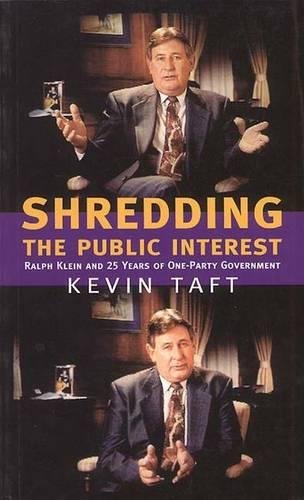 SHREDDING
THE PUBLIC INTEREST
RALPH KLEIN AND 25 YEARS OF ONE-PARTY GOVERNMENT
KEVIN TAFT